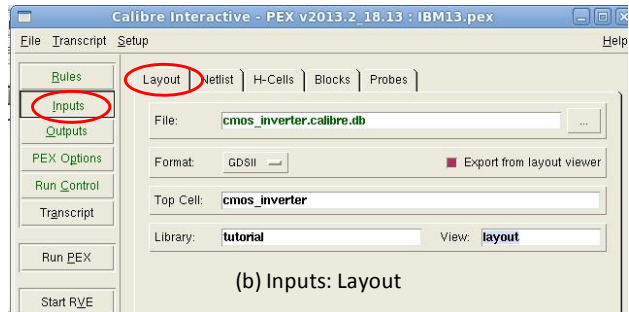 Calibre Interactive - PEX v2013.2_18.13 : IBM13.pex
File Transcript Setup Help
Rules
Inputs
Outputs
PEX Options
Run Control
Transcript
Run PEX
Start RVE
Layout Netlist H-Cells Blocks Probes
File: cmos_inverter.calibre.db ...
Format: GDSII Export from layout viewer
Top Cell: cmos_inverter
Library: tutorial View: layout
(b) Inputs: Layout